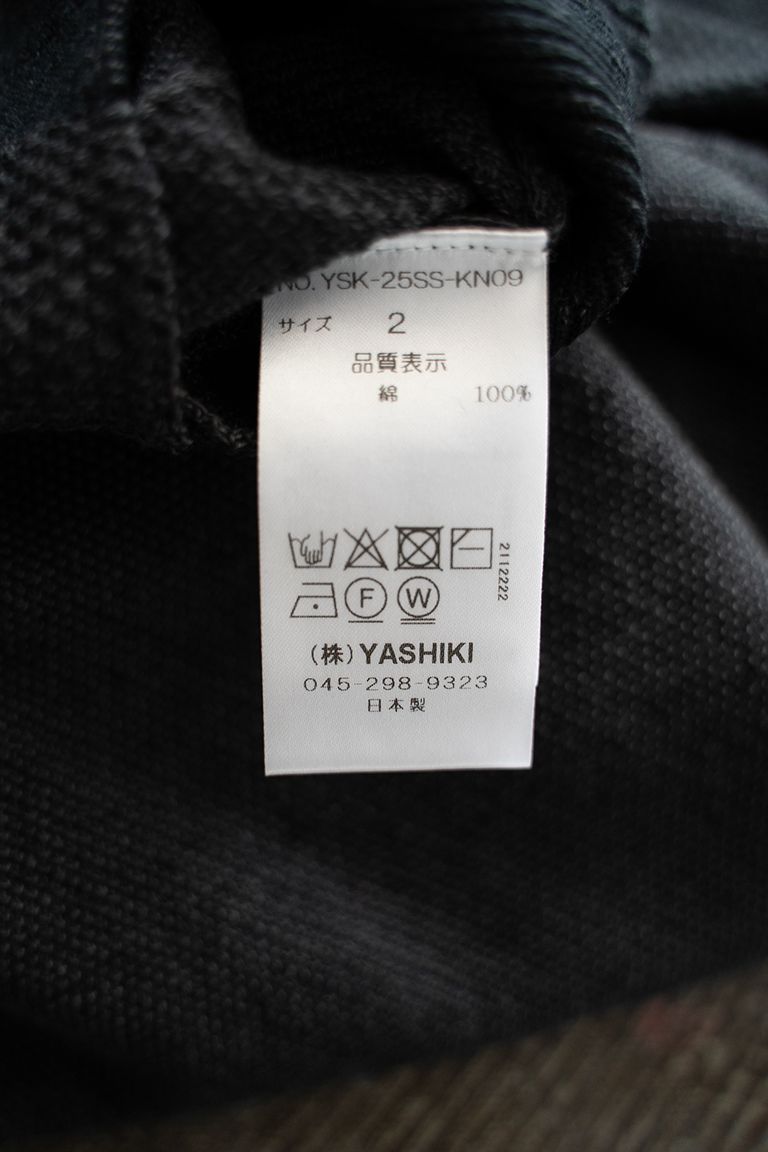 NO. YSK-25SS-KN09
サイズ 2
品質表示
綿 100%
2112222
F W
(株) YASHIKI
045-298-9323
日本製